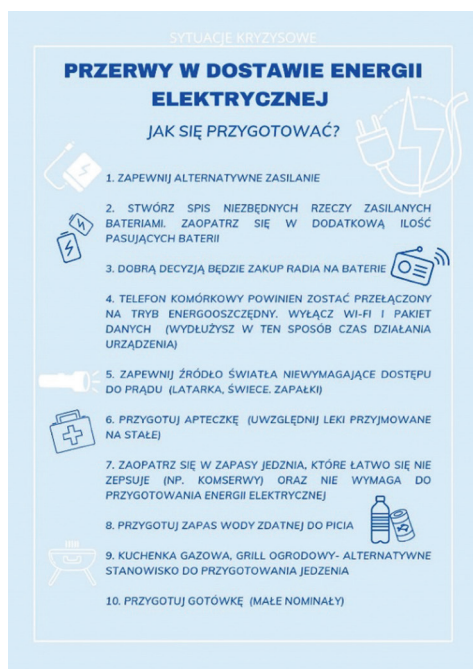 SYTUACJE KRYZYSOWE
PRZERWY W DOSTAWIE ENERGII
ELEKTRYCZNEJ
JAK SIĘ PRZYGOTOWAĆ?
1. ZAPEWNIJ ALTERNATYWNE ZASILANIE
2. STWÓRZ SPIS NIEZBĘDNYCH RZECZY ZASILANYCH
BATERIAMI. ZAOPATRZ SIĘ W DODATKOWĄ ILOŚĆ
PASUJĄCYCH BATERII
3. DOBRĄ DECYZJĄ BĘDZIE ZAKUP RADIA NA BATERIE
4. TELEFON KOMÓRKOWY POWINIEN ZOSTAĆ PRZEŁĄCZONY
NA TRYB ENERGOOSZCZĘDNY. WYŁĄCZ WI-FI I PAKIET
DANYCH (WYDŁUŻYSZ W TEN SPOSÓB CZAS DZIAŁANIA
URZĄDZENIA)
5. ZAPEWNIJ ŹRÓDŁO ŚWIATŁA NIEWYMAGAJĄCE DOSTĘPU
DO PRĄDU (LATARKA, ŚWIECE. ZAPAŁKI)
6. PRZYGOTUJ APTECZKĘ (UWZGLĘDNIJ LEKI PRZYJMOWANE
NA STAŁE)
7. ZAOPATRZ SIĘ W ZAPASY JEDZNIA, KTÓRE ŁATWO SIĘ NIE
ZEPSUJE (NP. KOMSERWY) ORAZ NIE WYMAGA DO
PRZYGOTOWANIA ENERGII ELEKTRYCZNEJ
8. PRZYGOTUJ ZAPAS WODY ZDATNEJ DO PICIA
9. KUCHENKA GAZOWA, GRILL OGRODOWY- ALTERNATYWNE
STANOWISKO DO PRZYGOTOWANIA JEDZENIA
10. PRZYGOTUJ GOTÓWKĘ (MAŁE NOMINAŁY)